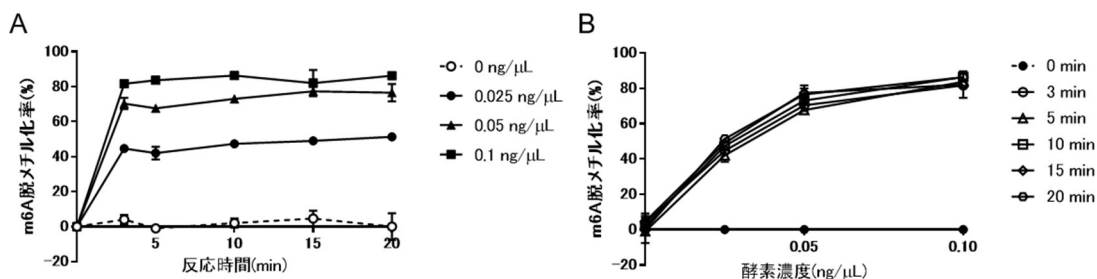 A
m6A脱メチル化率(%)
100
80
60
40
20
0
-20
5
10
15
20
反応時間(min)
0 ng/μL
0.025 ng/μL
0.05 ng/μL
0.1 ng/μL
B
m6A脱メチル化率(%)
100
80
60
40
20
0
-20
0.05
0.10
酵素濃度(ng/μL)
0 min
3 min
5 min
10 min
15 min
20 min